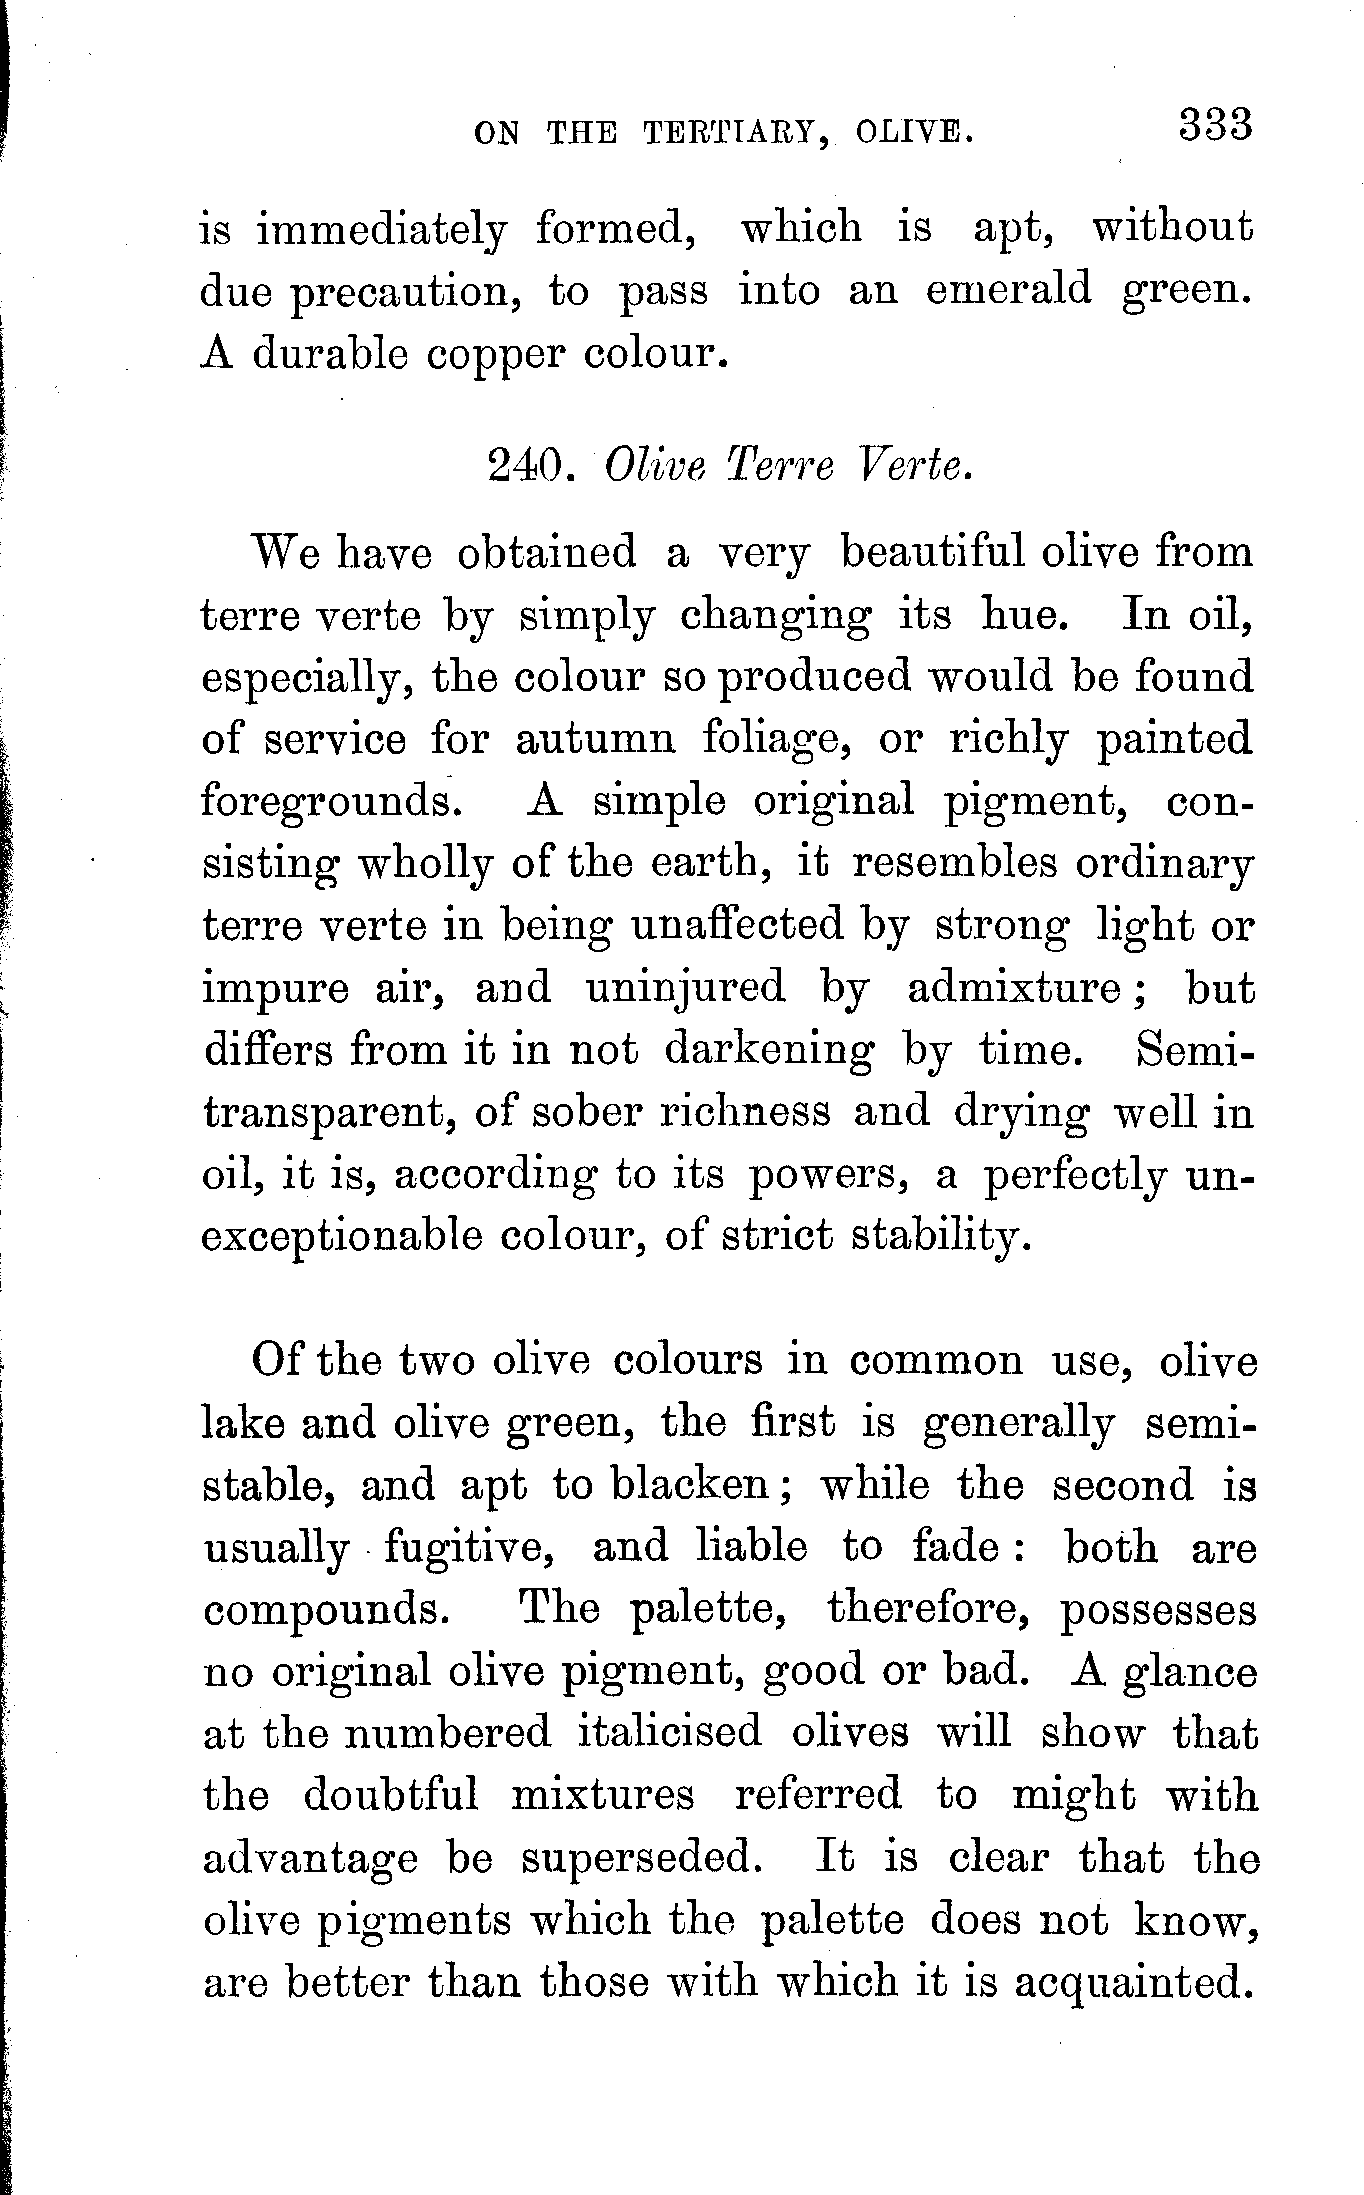 ON THE TERTIARY, OLIVE. 333
is immediately formed, which is apt, without
due precaution, to pass into an emerald green.
A durable copper colour.
240. Olive Terre Verte.
We have obtained a very beautiful olive from
terre verte by simply changing its hue. In oil,
especially, the colour so produced would be found
of service for autumn foliage, or richly painted
foregrounds. A simple original pigment, con-
sisting wholly of the earth, it resembles ordinary
terre verte in being unaffected by strong light or
impure air, and uninjured by admixture; but
differs from it in not darkening by time. Semi-
transparent, of sober richness and drying well in
oil, it is, according to its powers, a perfectly un-
exceptionable colour, of strict stability.
Of the two olive colours in common use, olive
lake and olive green, the first is generally semi-
stable, and apt to blacken; while the second is
usually fugitive, and liable to fade: both are
compounds. The palette, therefore, possesses
no original olive pigment, good or bad. A glance
at the numbered italicised olives will show that
the doubtful mixtures referred to might with
advantage be superseded. It is clear that the
olive pigments which the palette does not know,
are better than those with which it is acquainted.